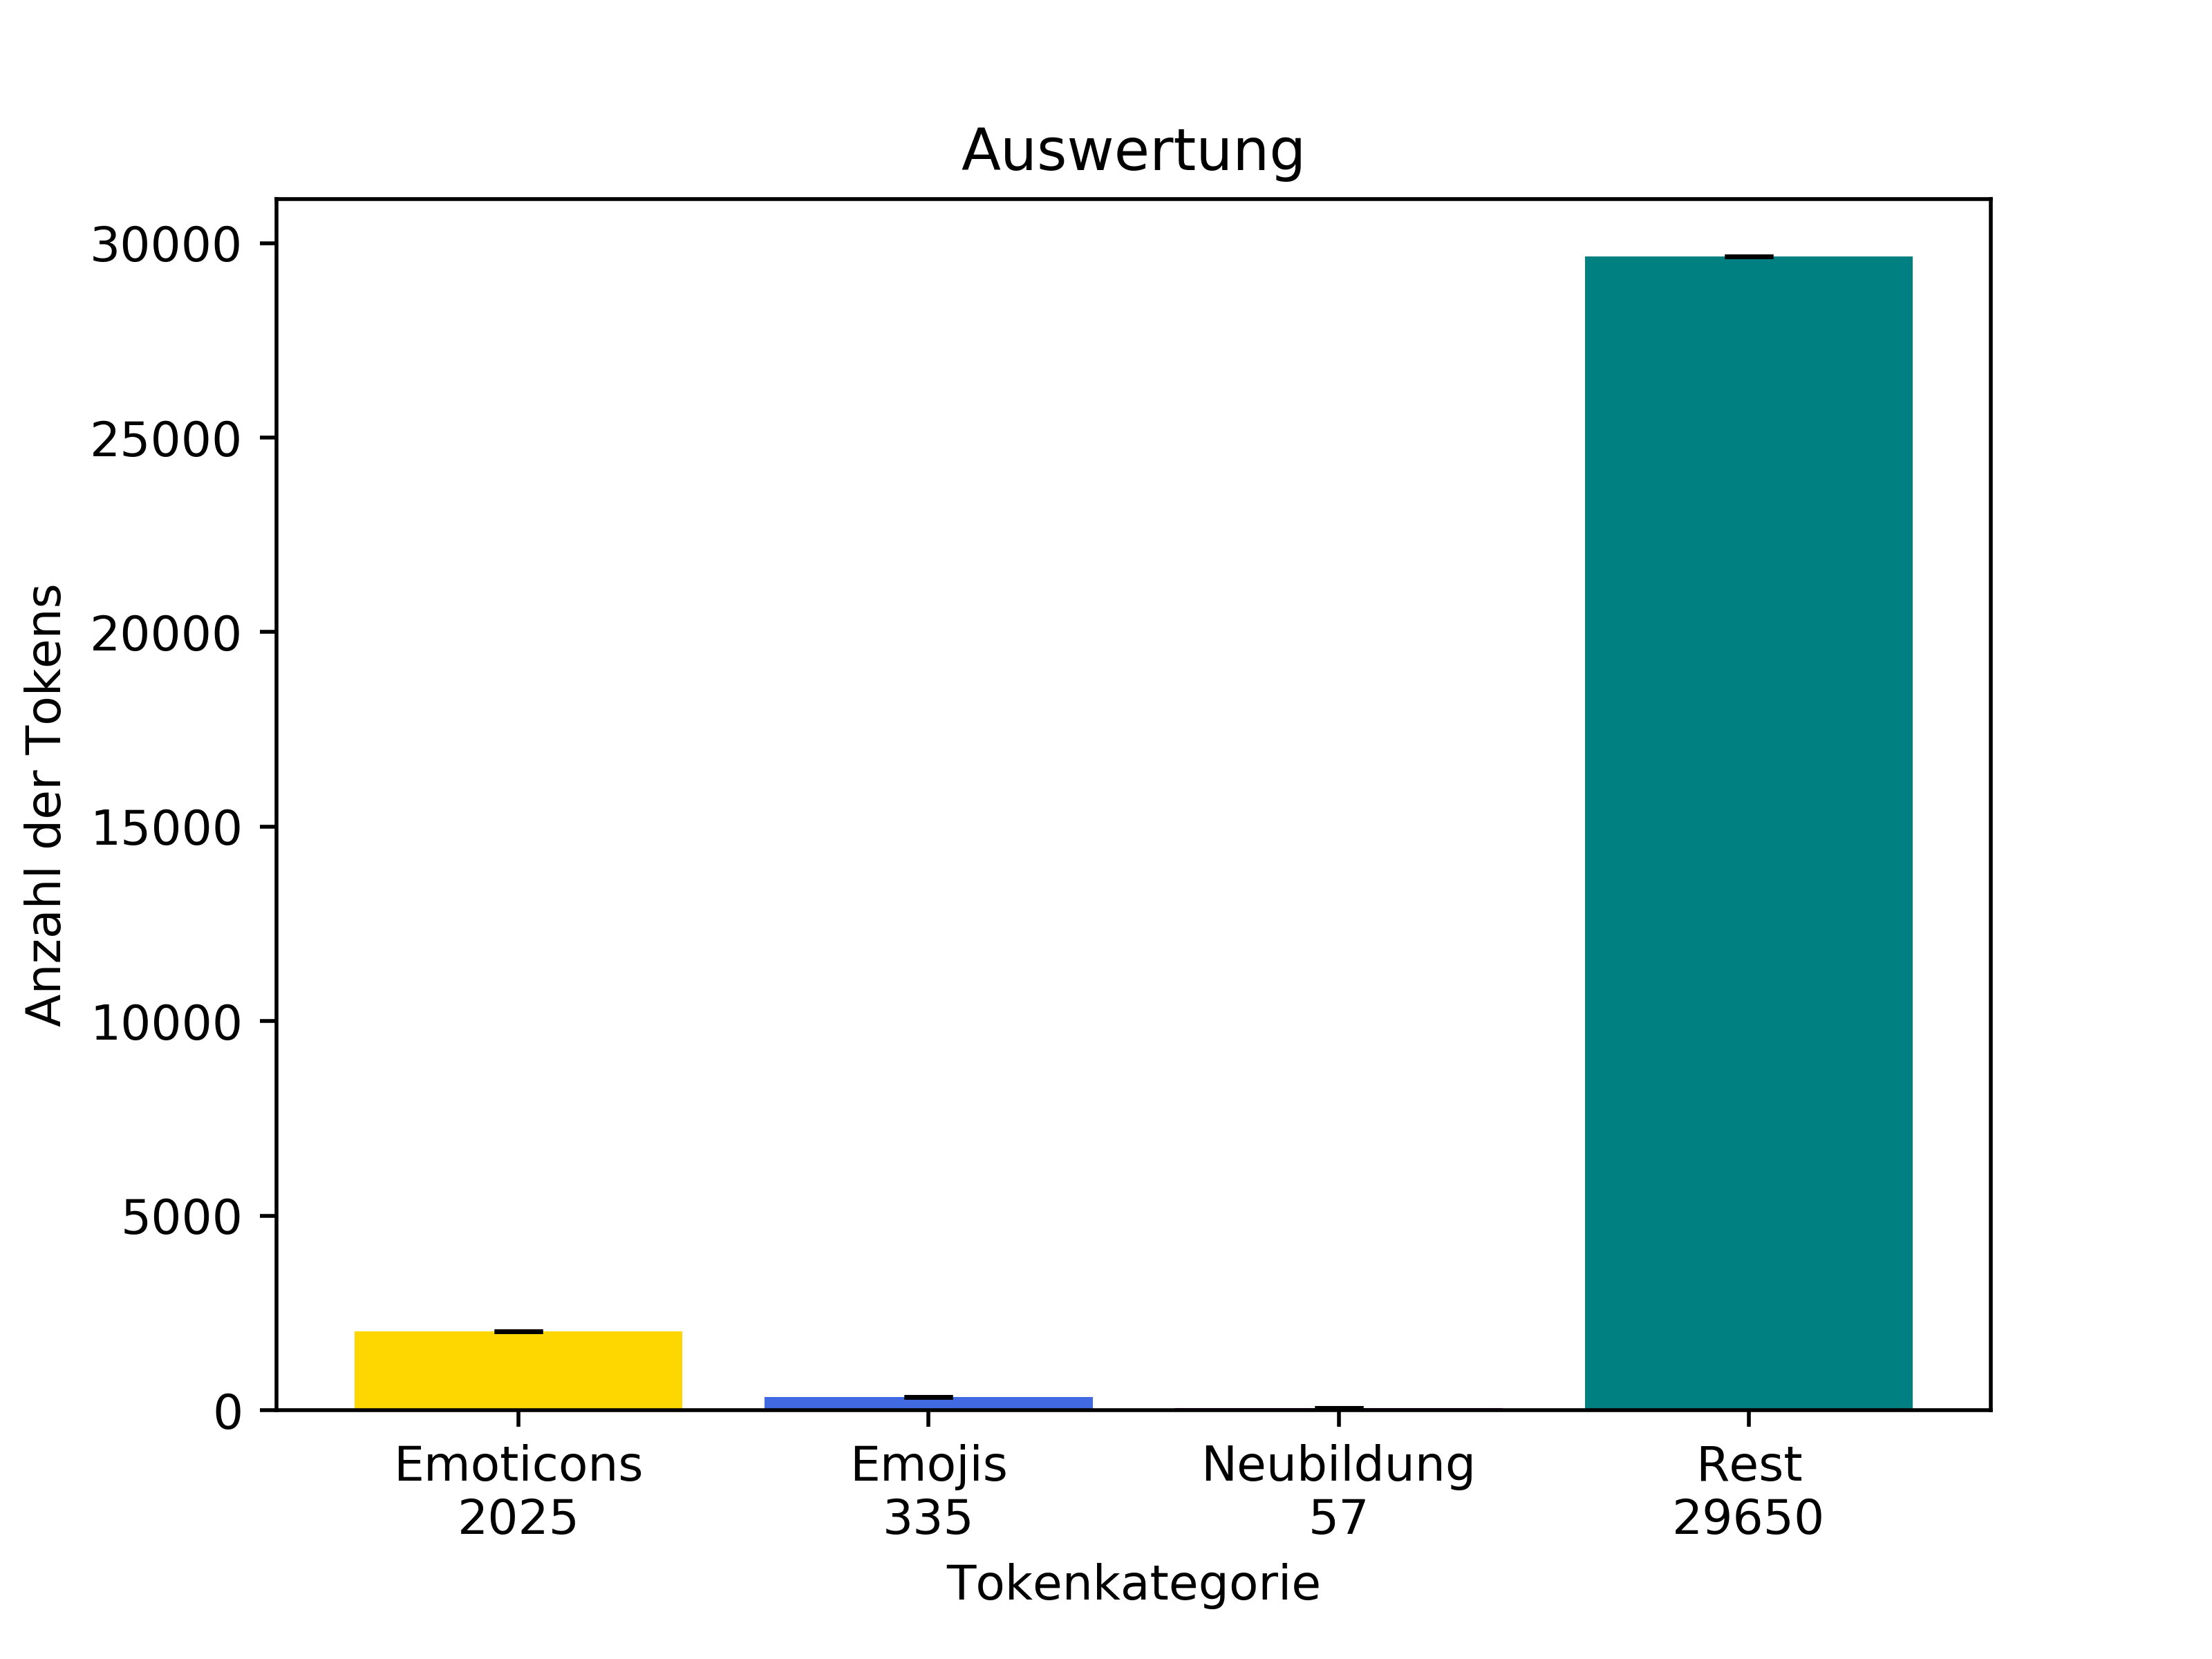 Auswertung
30000
25000
20000
15000
10000
5000
0
Anzahl der Tokens
Emoticons
2025
Emojis
335
Neubildung
57
Rest
29650
Tokenkategorie